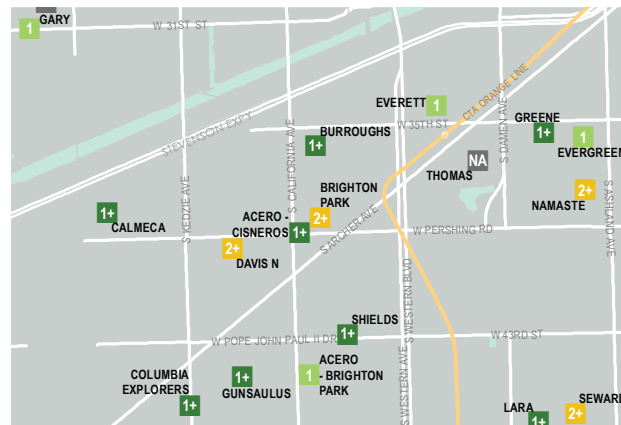 GARY
1
W 31ST ST
STEVENSON EXPY
EVERETT
1
CTA ORANGE LINE
W 35TH ST
S DAMEN AVE
GREENE
1+
1
EVERGREEN
BURROUGHS
1+
S CALIFORNIA AVE
THOMAS
NA
2+
NAMASTE
S ASHLAND AVE
1+
CALMECA
S KEDZIE AVE
BRIGHTON
PARK
2+
ACERO -
CISNEROS
1+
S ARCHER AVE
W PERSHING RD
2+
DAVIS N
S WESTERN BLVD
SHIELDS
1+
W POPE JOHN PAUL II DR
W 43RD ST
S WESTERN AVE
COLUMBIA
EXPLORERS
1+
1+
GUNSAULUS
1
ACERO
- BRIGHTON
PARK
LARA
1+
2+
SEWARD